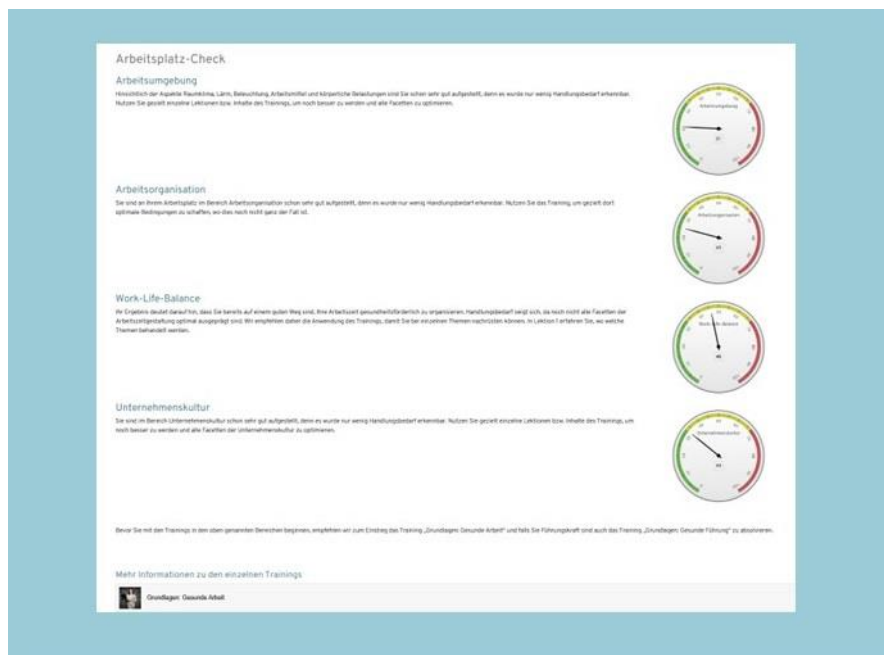 Arbeitsplatz-Check
Arbeitsumgebung
Hinsichtlich der Aspekte Raumklima, Lärm, Beleuchtung, Arbeitsmittel und körperliche Belastungen sind Sie schon sehr gut aufgestellt, denn es wurde nur wenig Handlungsbedarf erkennbar.
Nutzen Sie gezielt einzelne Lektionen bzw. Inhalte des Trainings, um noch besser zu werden und alle Facetten zu optimieren.
Arbeitsumgebung
Arbeitsorganisation
Sie sind an Ihrem Arbeitsplatz im Bereich Arbeitsorganisation schon sehr gut aufgestellt, denn es wurde nur wenig Handlungsbedarf erkennbar. Nutzen Sie das Training, um gezielt dort
optimale Bedingungen zu schaffen, wo dies noch nicht ganz der Fall ist.
Arbeitsorganisation
Work-Life-Balance
Ihr Ergebnis deutet darauf hin, dass Sie bereits auf einem guten Weg sind, Ihre Arbeitszeit gesundheitsförderlich zu organisieren. Handlungsbedarf zeigt sich, da noch nicht alle Facetten der
Arbeitszeitgestaltung optimal ausgeprägt sind. Wir empfehlen daher die Anwendung des Trainings, damit Sie bei einzelnen Themen nachrüsten können. In Lektion 1 erfahren Sie, wo welche
Themen behandelt werden.
Work-Life-Balance
Unternehmenskultur
Sie sind im Bereich Unternehmenskultur schon sehr gut aufgestellt, denn es wurde nur wenig Handlungsbedarf erkennbar. Nutzen Sie gezielt einzelne Lektionen bzw. Inhalte des Trainings, um
noch besser zu werden und alle Facetten der Unternehmenskultur zu optimieren.
Unternehmenskultur
Bevor Sie mit den Trainings in den oben genannten Bereichen beginnen, empfehlen wir zum Einstieg das Training „Grundlagen: Gesunde Arbeit" und falls Sie Führungskraft sind auch das Training „Grundlagen: Gesunde Führung" zu absolvieren.
Mehr Informationen zu den einzelnen Trainings
Grundlagen: Gesunde Arbeit